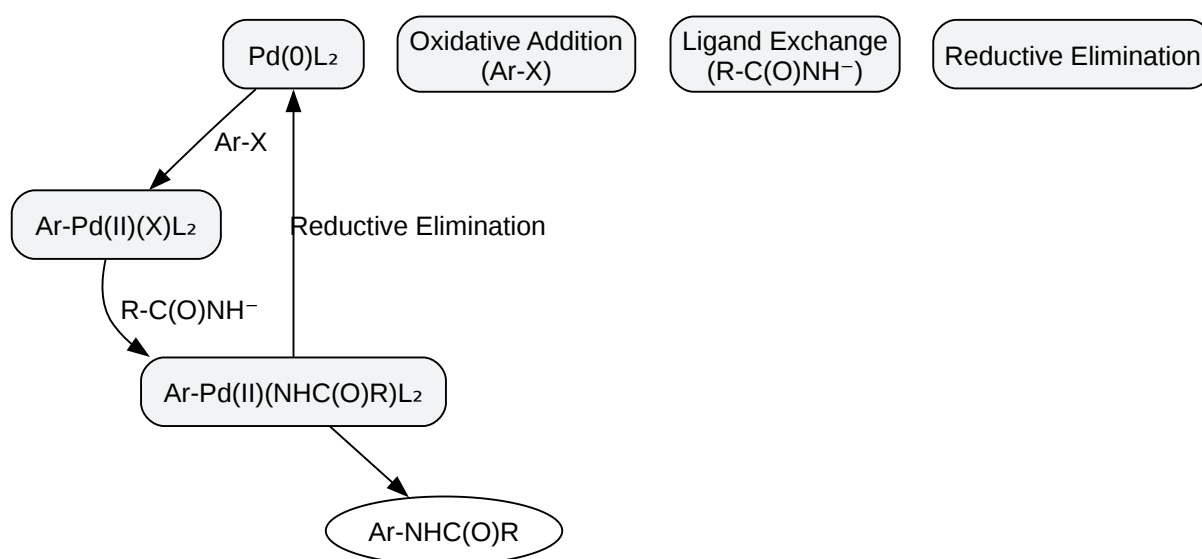 Pd(0)L₂
Oxidative Addition
(Ar-X)
Ligand Exchange
(R-C(O)NH⁻)
Reductive Elimination
Ar-X
Ar-Pd(II)(X)L₂
Reductive Elimination
R-C(O)NH⁻
Ar-Pd(II)(NHC(O)R)L₂
Ar-NHC(O)R